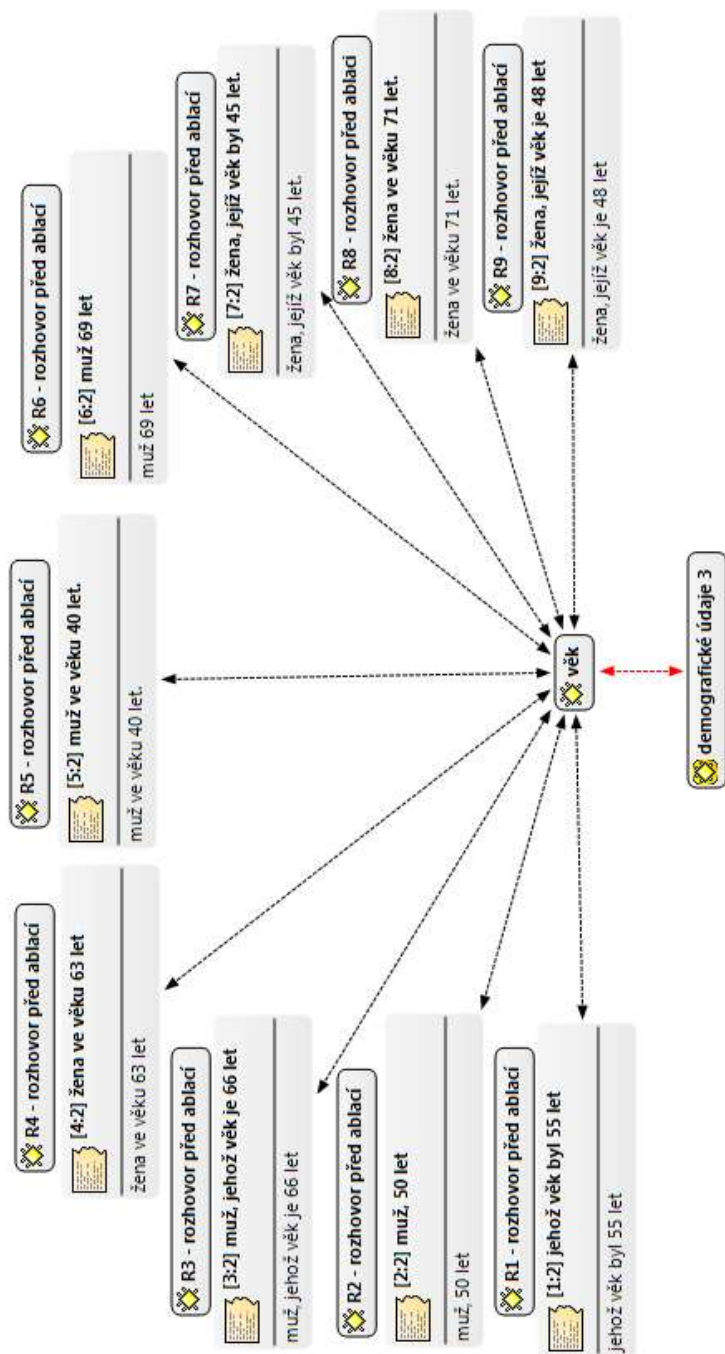 R1 - rozhovor před ablací
[1:2] jehož věk byl 55 let
jehož věk byl 55 let
R2 - rozhovor před ablací
[2:2] muž, 50 let
muž, 50 let
R3 - rozhovor před ablací
[3:2] muž, jehož věk je 66 let
muž, jehož věk je 66 let
R4 - rozhovor před ablací
[4:2] žena ve věku 63 let
žena ve věku 63 let
R5 - rozhovor před ablací
[5:2] muž ve věku 40 let.
muž ve věku 40 let.
R6 - rozhovor před ablací
[6:2] muž 69 let
muž 69 let
R7 - rozhovor před ablací
[7:2] žena, jejíž věk byl 45 let.
žena, jejíž věk byl 45 let.
R8 - rozhovor před ablací
[8:2] žena ve věku 71 let.
žena ve věku 71 let.
R9 - rozhovor před ablací
[9:2] žena, jejíž věk je 48 let
žena, jejíž věk je 48 let
věk
demografické údaje 3